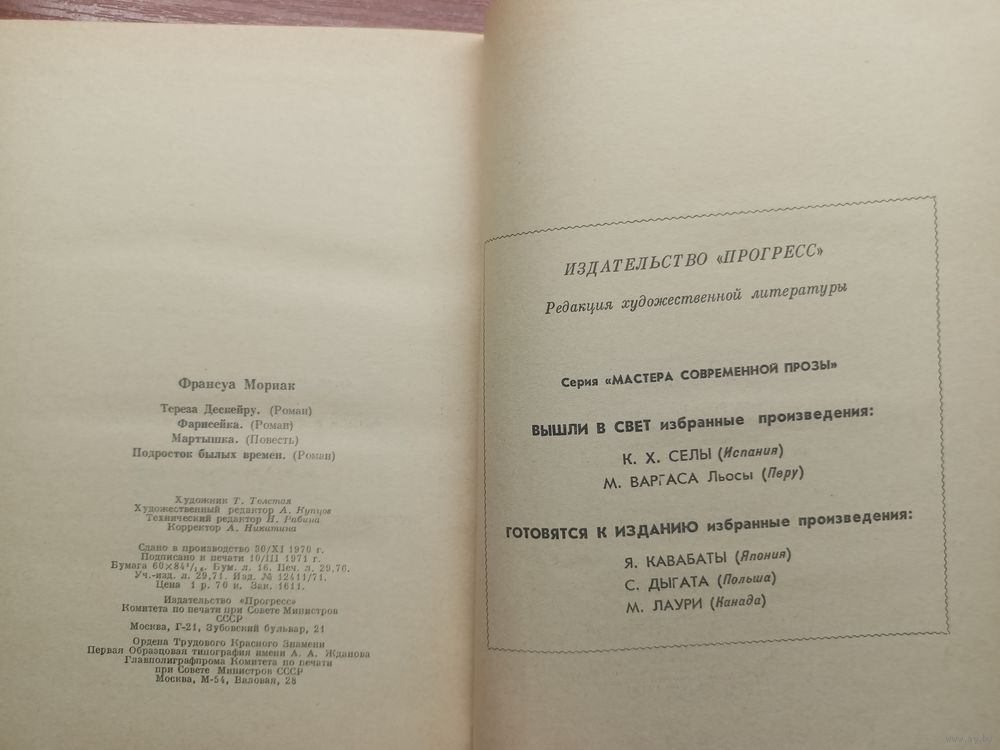 Франсуа Мориак
Тереза Дескейру. (Роман)
Фарисейка. (Роман)
Мартышка. (Повесть)
Подросток былых времен. (Роман)
Художник Т. Толстая
Художественный редактор А. Купцов
Технический редактор Н. Рябина
Корректор А. Никитина
Сдано в производство 30/XI 1970 г.
Подписано к печати 10/III 1971 г.
Бумага 60×84¹/₁₆. Бум. л. 16. Печ. л. 29,76.
Уч.-изд. л. 29,71. Изд. № 12411/71.
Цена 1 р. 70 к. Зак. 1611.
Издательство «Прогресс»
Комитета по печати при Совете Министров
СССР
Москва, Г-21, Зубовский бульвар, 21
Ордена Трудового Красного Знамени
Первая Образцовая типография имени А. А. Жданова
Главполиграфпрома Комитета по печати
при Совете Министров СССР
Москва, М-54, Валовая, 28
ИЗДАТЕЛЬСТВО «ПРОГРЕСС»
Редакция художественной литературы
Серия «МАСТЕРА СОВРЕМЕННОЙ ПРОЗЫ»
ВЫШЛИ В СВЕТ избранные произведения:
К. Х. СЕЛЫ (Испания)
М. ВАРГАСА Льосы (Перу)
ГОТОВЯТСЯ К ИЗДАНИЮ избранные произведения:
Я. КАВАБАТЫ (Япония)
С. ДЫГАТА (Польша)
М. ЛАУРИ (Канада)